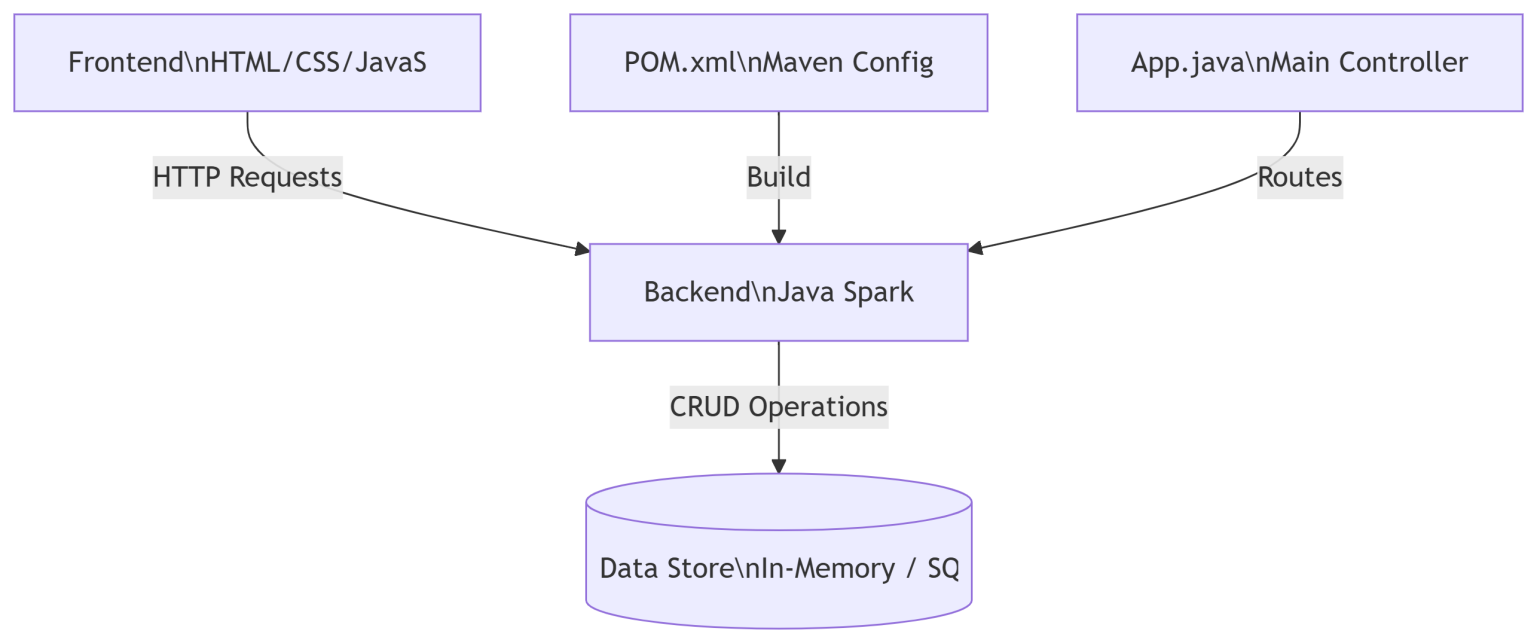 Frontend\nHTML/CSS/JavaS
POM.xml\nMaven Config
App.java\nMain Controller
HTTP Requests
Build
Routes
Backend\nJava Spark
CRUD Operations
Data Store\nIn-Memory / SQ